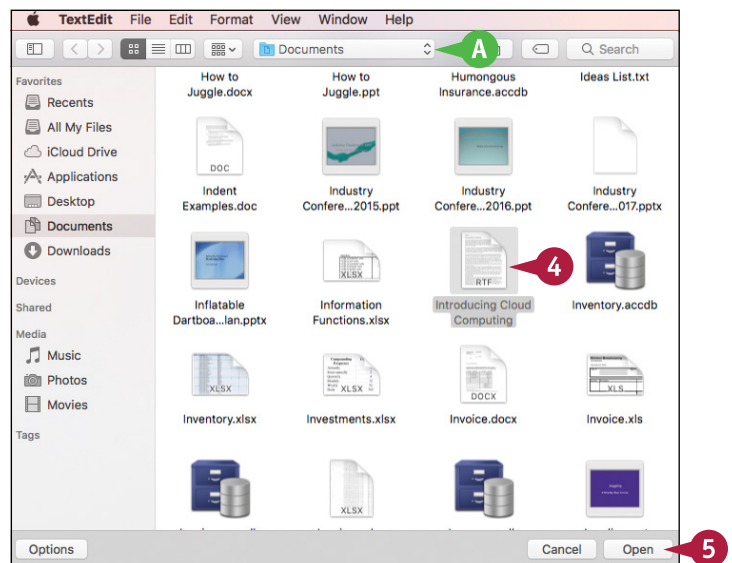 TextEdit File Edit Format View Window Help
Documents
A
Search
Favorites
Recents
All My Files
iCloud Drive
Applications
Desktop
Documents
Downloads
Devices
Shared
Media
Music
Photos
Movies
Tags
How to
Juggle.docx
How to
Juggle.ppt
Humongous
Insurance.accdb
Ideas List.txt
DOC
Indent
Examples.doc
Industry
Confere...2015.ppt
Industry
Confere...2016.ppt
Industry
Confere...017.pptx
Inflatable
Dartboa...lan.pptx
XLSX
Information
Functions.xlsx
RTF
Introducing Cloud
Computing
4
Inventory.accdb
XLSX
Inventory.xlsx
XLSX
Investments.xlsx
DOCX
Invoice.docx
XLS
Invoice.xls
XLSX
Options
Cancel
Open
5